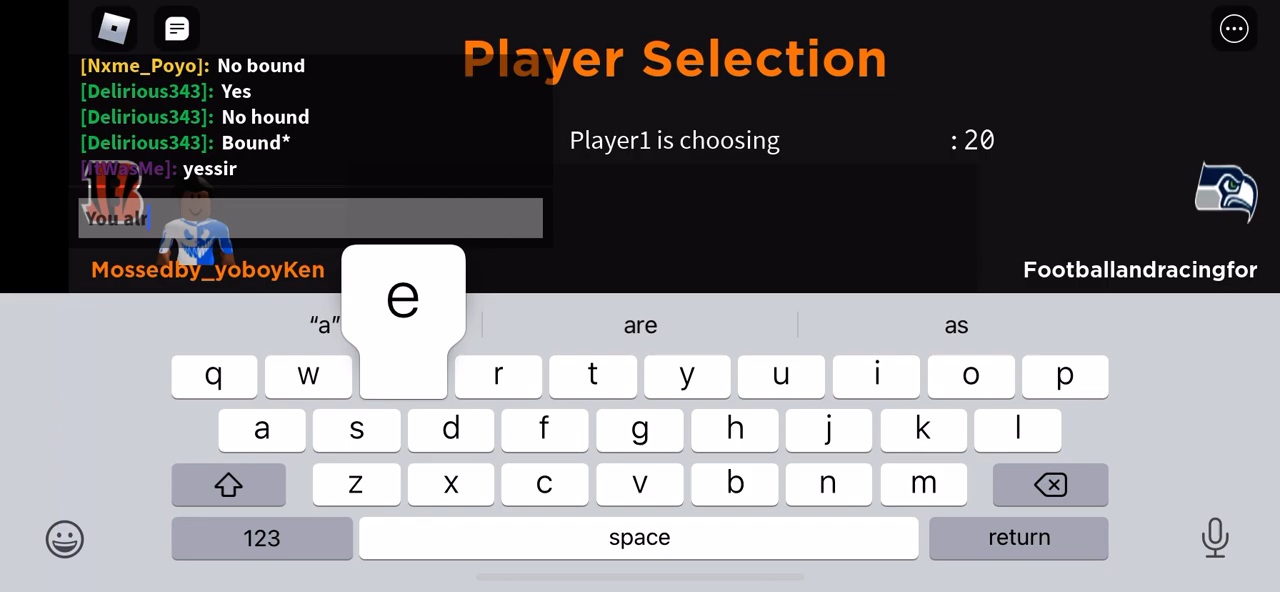 Player Selection
[Nxme_Poyo]: No bound
[Delirious343]: Yes
[Delirious343]: No hound
[Delirious343]: Bound*
[ItWasMe]: yessir
You alr
Player1 is choosing :20
Mossedby_yoboyKen
Footballandracingfor
“a” are as
e
q w r t y u i o p
a s d f g h j k l
z x c v b n m
123 space return